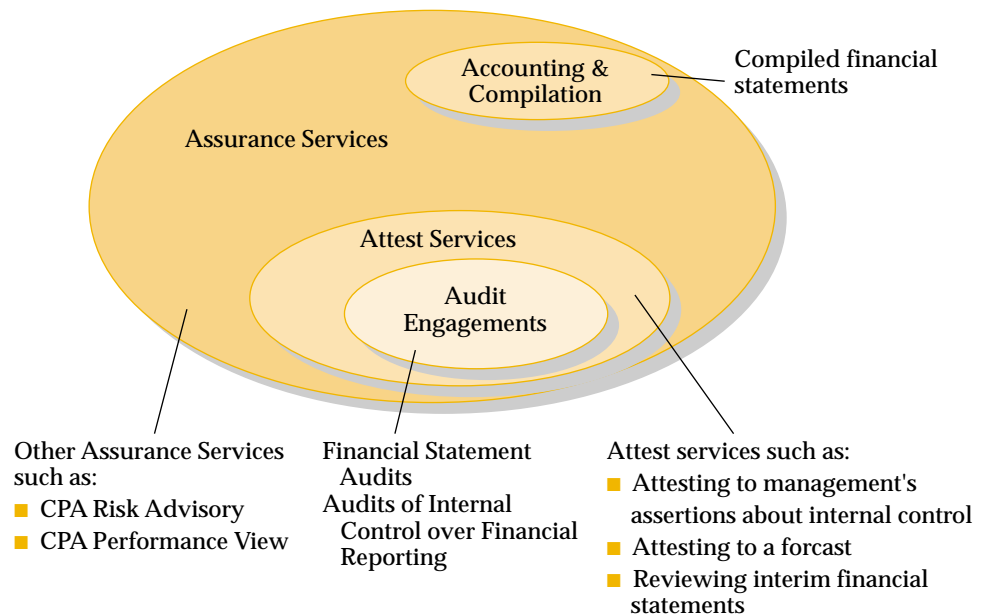 Accounting &
Compilation
Compiled financial
statements
Assurance Services
Attest Services
Audit
Engagements
Other Assurance Services
such as:
CPA Risk Advisory
CPA Performance View
Financial Statement
Audits
Audits of Internal
Control over Financial
Reporting
Attest services such as:
Attesting to management's
assertions about internal control
Attesting to a forcast
Reviewing interim financial
statements